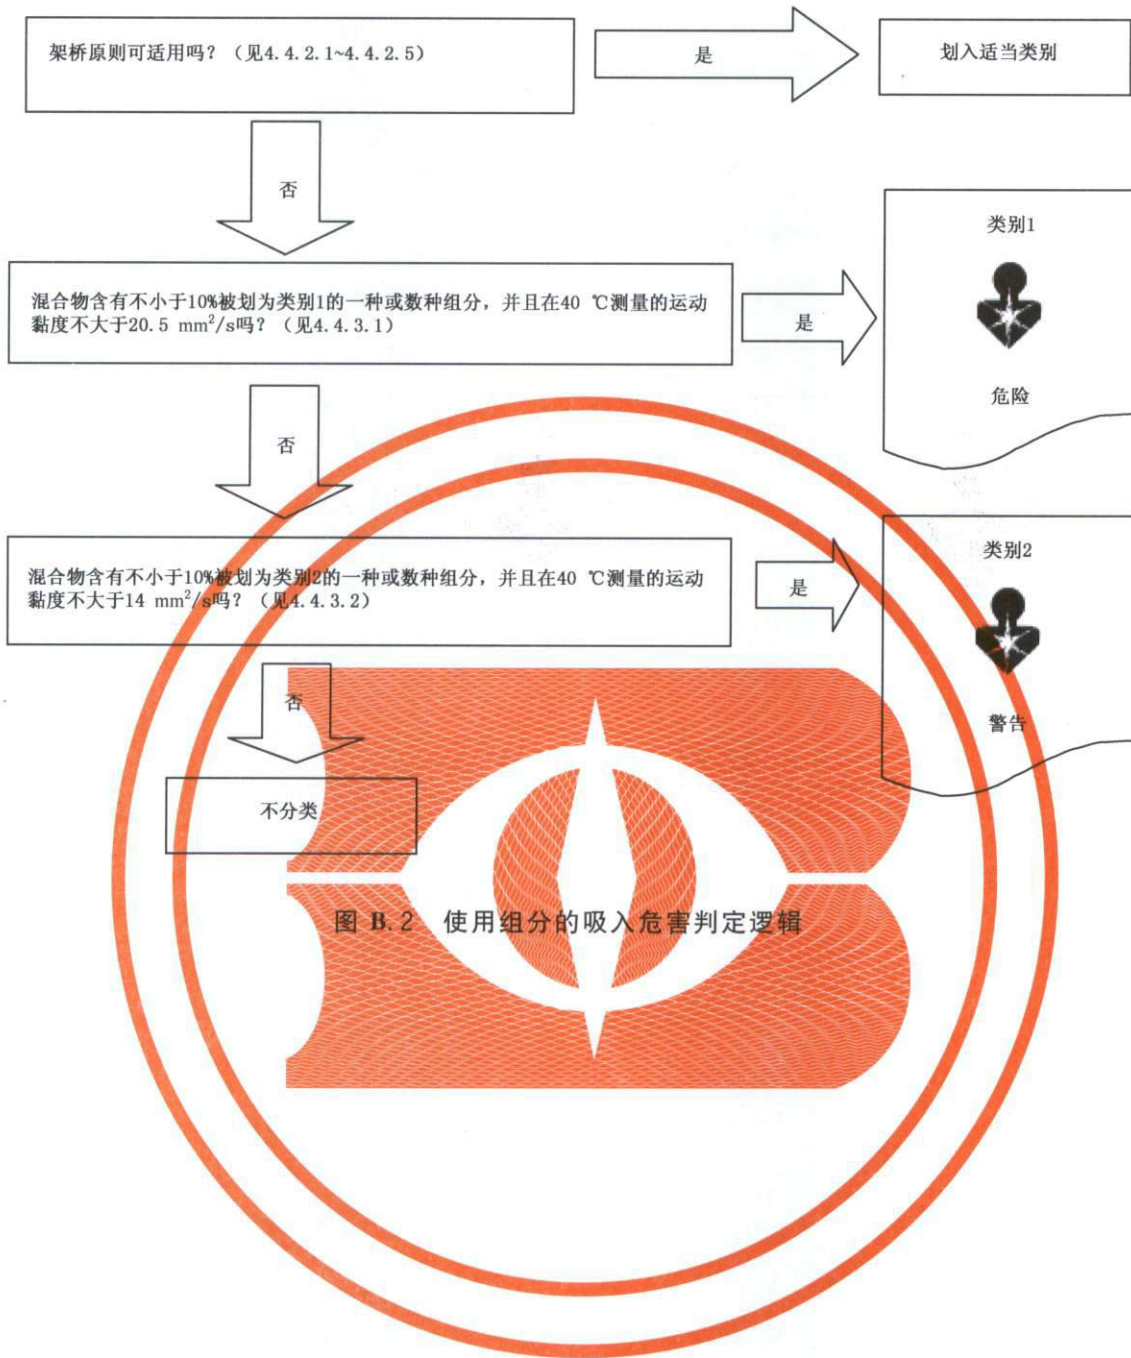 架桥原则可适用吗？（见4.4.2.1~4.4.2.5）
是
划入适当类别
否
混合物含有不小于10%被划为类别1的一种或数种组分，并且在40 ℃测量的运动
黏度不大于20.5 mm²/s吗？（见4.4.3.1）
是
类别1
危险
否
混合物含有不小于10%被划为类别2的一种或数种组分，并且在40 ℃测量的运动
黏度不大于14 mm²/s吗？（见4.4.3.2）
是
类别2
警告
否
不分类
图 B.2 使用组分的吸入危害判定逻辑